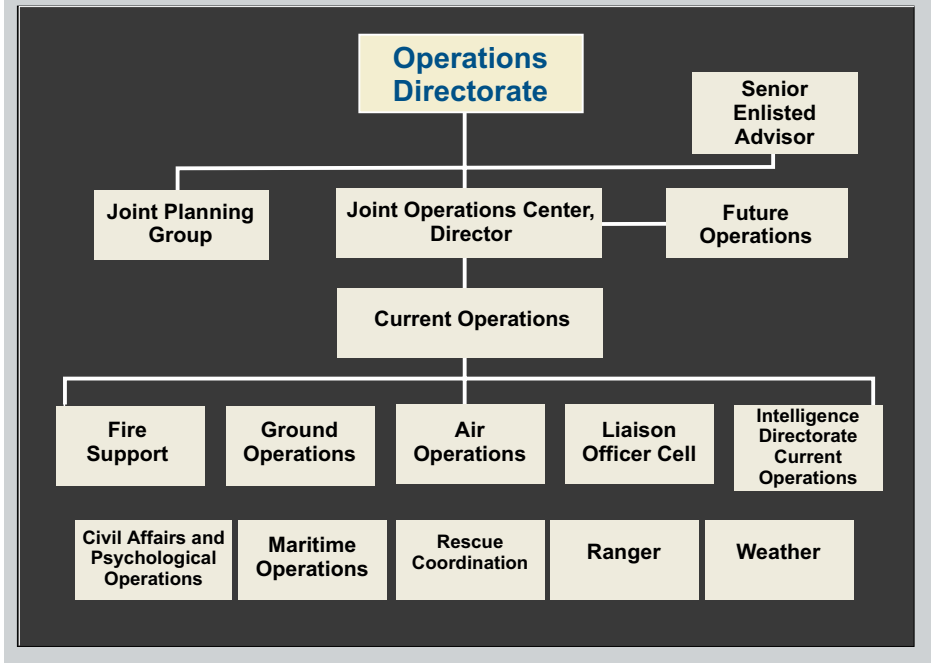 Operations
Directorate
Senior
Enlisted
Advisor
Joint Planning
Group
Joint Operations Center,
Director
Future
Operations
Current Operations
Fire
Support
Ground
Operations
Air
Operations
Liaison
Officer Cell
Intelligence
Directorate
Current
Operations
Civil Affairs and
Psychological
Operations
Maritime
Operations
Rescue
Coordination
Ranger
Weather